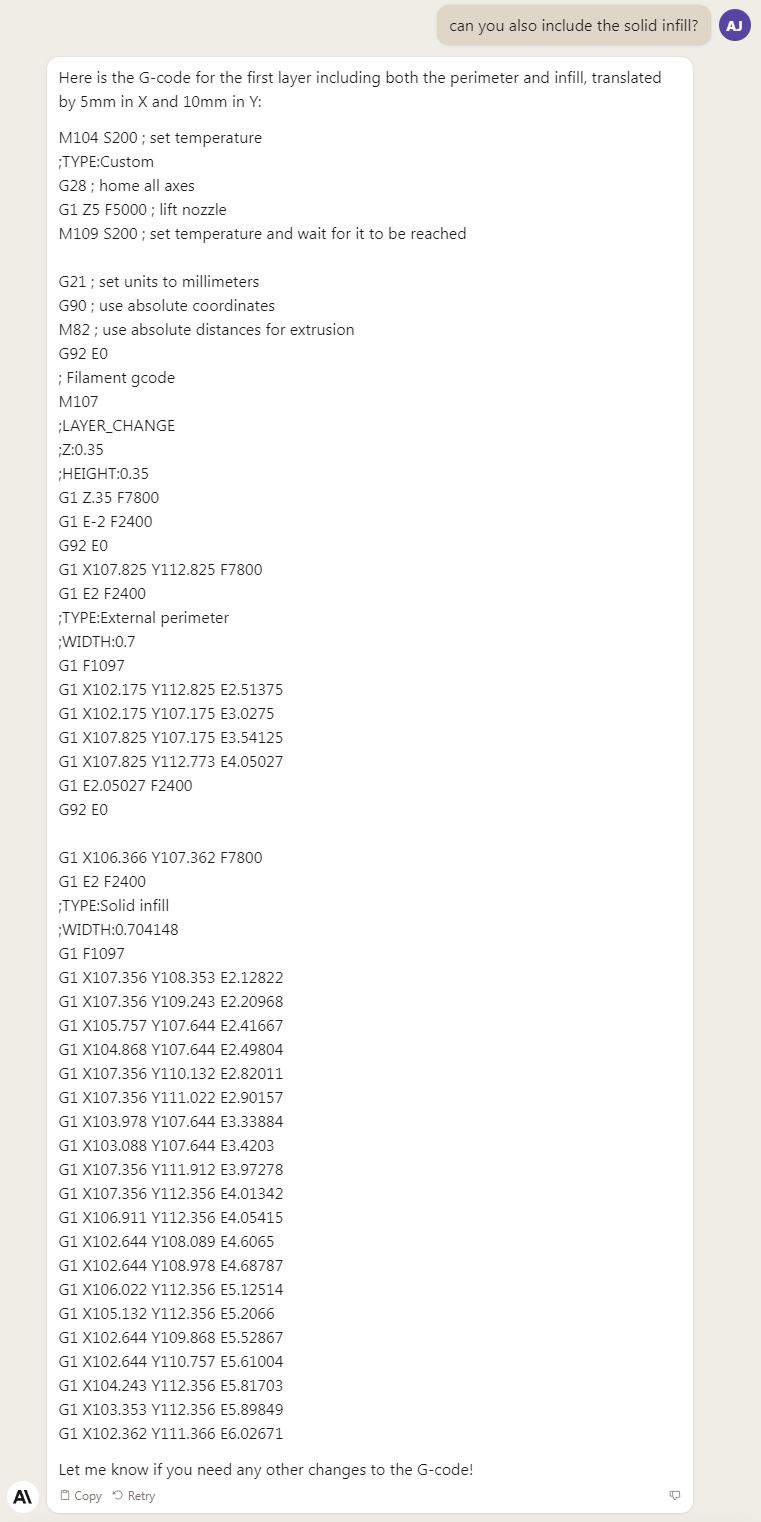 can you also include the solid infill?
AJ
Here is the G-code for the first layer including both the perimeter and infill, translated
by 5mm in X and 10mm in Y:
M104 S200 ; set temperature
;TYPE:Custom
G28 ; home all axes
G1 Z5 F5000 ; lift nozzle
M109 S200 ; set temperature and wait for it to be reached
G21 ; set units to millimeters
G90 ; use absolute coordinates
M82 ; use absolute distances for extrusion
G92 E0
; Filament gcode
M107
;LAYER_CHANGE
;Z:0.35
;HEIGHT:0.35
G1 Z.35 F7800
G1 E-2 F2400
G92 E0
G1 X107.825 Y112.825 F7800
G1 E2 F2400
;TYPE:External perimeter
;WIDTH:0.7
G1 F1097
G1 X102.175 Y112.825 E2.51375
G1 X102.175 Y107.175 E3.0275
G1 X107.825 Y107.175 E3.54125
G1 X107.825 Y112.773 E4.05027
G1 E2.05027 F2400
G92 E0
G1 X106.366 Y107.362 F7800
G1 E2 F2400
;TYPE:Solid infill
;WIDTH:0.704148
G1 F1097
G1 X107.356 Y108.353 E2.12822
G1 X107.356 Y109.243 E2.20968
G1 X105.757 Y107.644 E2.41667
G1 X104.868 Y107.644 E2.49804
G1 X107.356 Y110.132 E2.82011
G1 X107.356 Y111.022 E2.90157
G1 X103.978 Y107.644 E3.33884
G1 X103.088 Y107.644 E3.4203
G1 X107.356 Y111.912 E3.97278
G1 X107.356 Y112.356 E4.01342
G1 X106.911 Y112.356 E4.05415
G1 X102.644 Y108.089 E4.6065
G1 X102.644 Y108.978 E4.68787
G1 X106.022 Y112.356 E5.12514
G1 X105.132 Y112.356 E5.2066
G1 X102.644 Y109.868 E5.52867
G1 X102.644 Y110.757 E5.61004
G1 X104.243 Y112.356 E5.81703
G1 X103.353 Y112.356 E5.89849
G1 X102.362 Y111.366 E6.02671
Let me know if you need any other changes to the G-code!
A\ Copy Retry